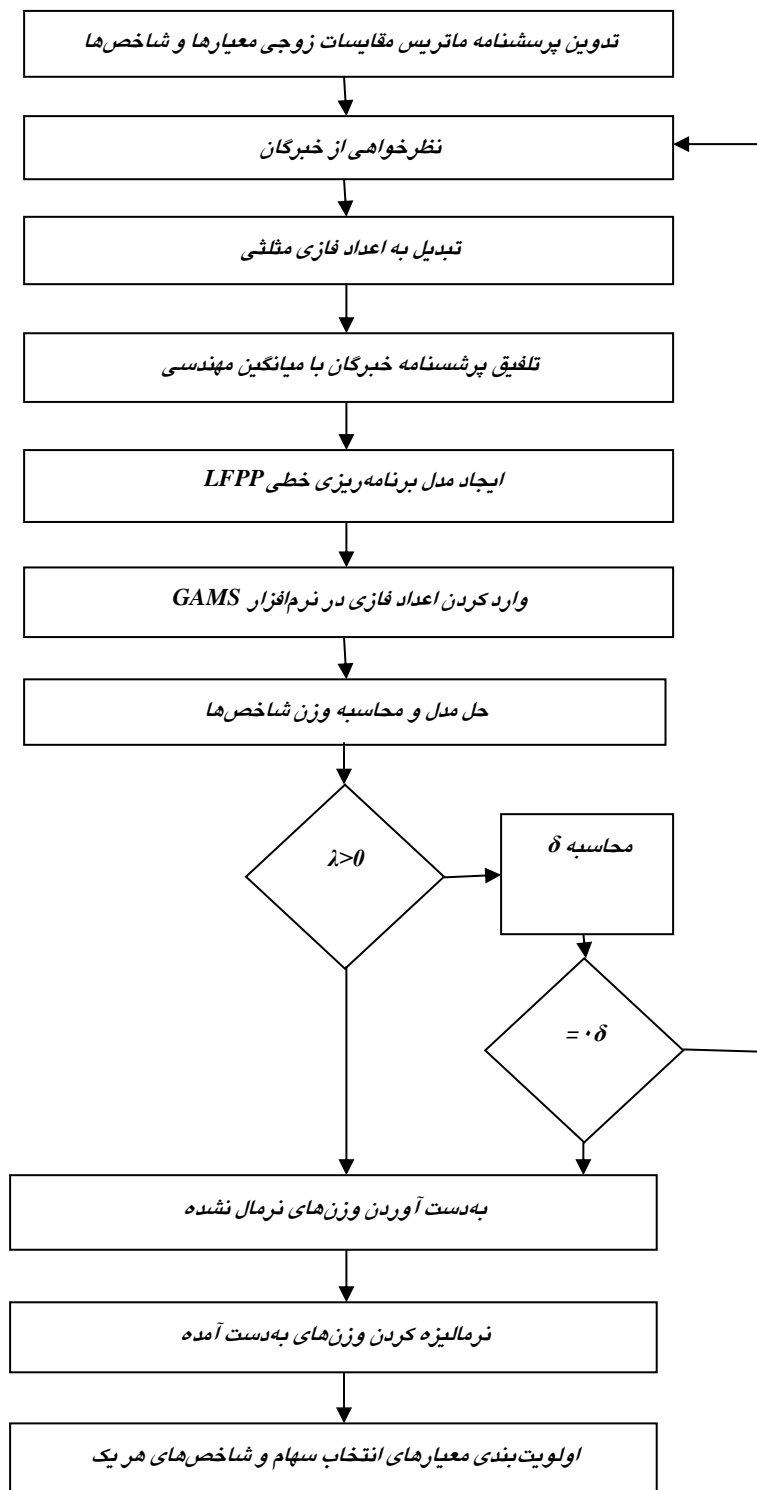 تدوین پرسشنامه ماتریس مقایسات زوجی معیارها و شاخص‌ها
نظرخواهی از خبرگان
تبدیل به اعداد فازی مثلثی
تلفیق پرشسنامه خبرگان با میانگین مهندسی
ایجاد مدل برنامه‌ریزی خطی LFPP
وارد کردن اعداد فازی در نرم‌افزار GAMS
حل مدل و محاسبه وزن شاخص‌ها
λ>0
محاسبه δ
= ۰ δ
به‌دست آوردن وزن‌های نرمال نشده
نرمالیزه کردن وزن‌های به‌دست آمده
اولویت‌بندی معیارهای انتخاب سهام و شاخص‌های هر یک